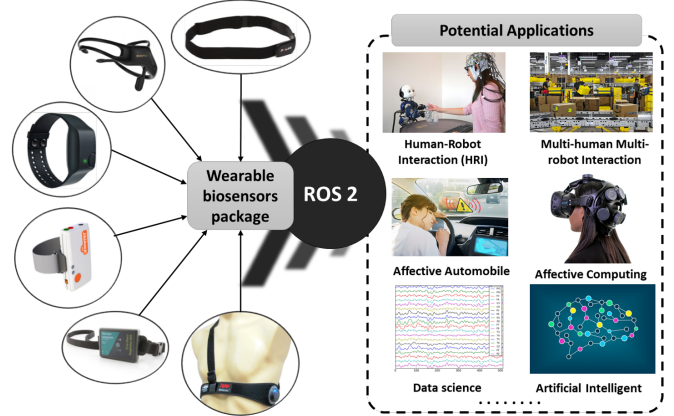 Potential Applications
Wearable
biosensors
package
ROS 2
Human-Robot
Interaction (HRI)
Multi-human Multi-
robot Interaction
Affective Automobile
Affective Computing
Data science
Artificial Intelligent
. . . . . . . .